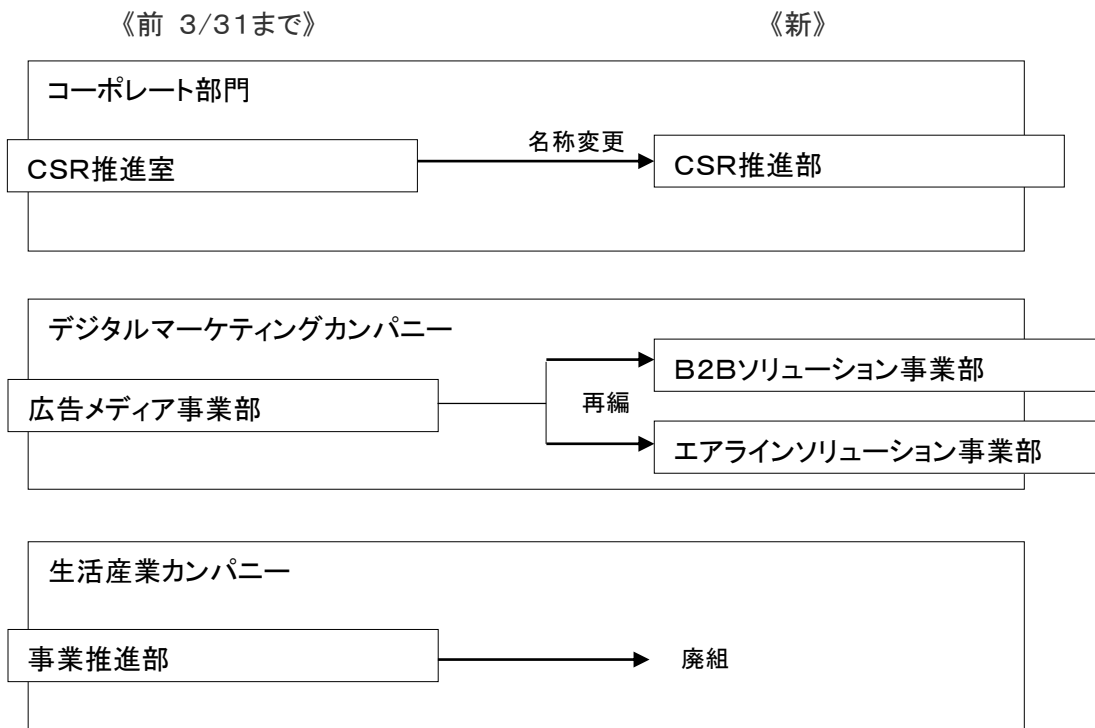 《前 3/31まで》 《新》
コーポレート部門
名称変更
CSR推進室 CSR推進部
デジタルマーケティングカンパニー
B2Bソリューション事業部
広告メディア事業部 再編
エアラインソリューション事業部
生活産業カンパニー
事業推進部 廃組